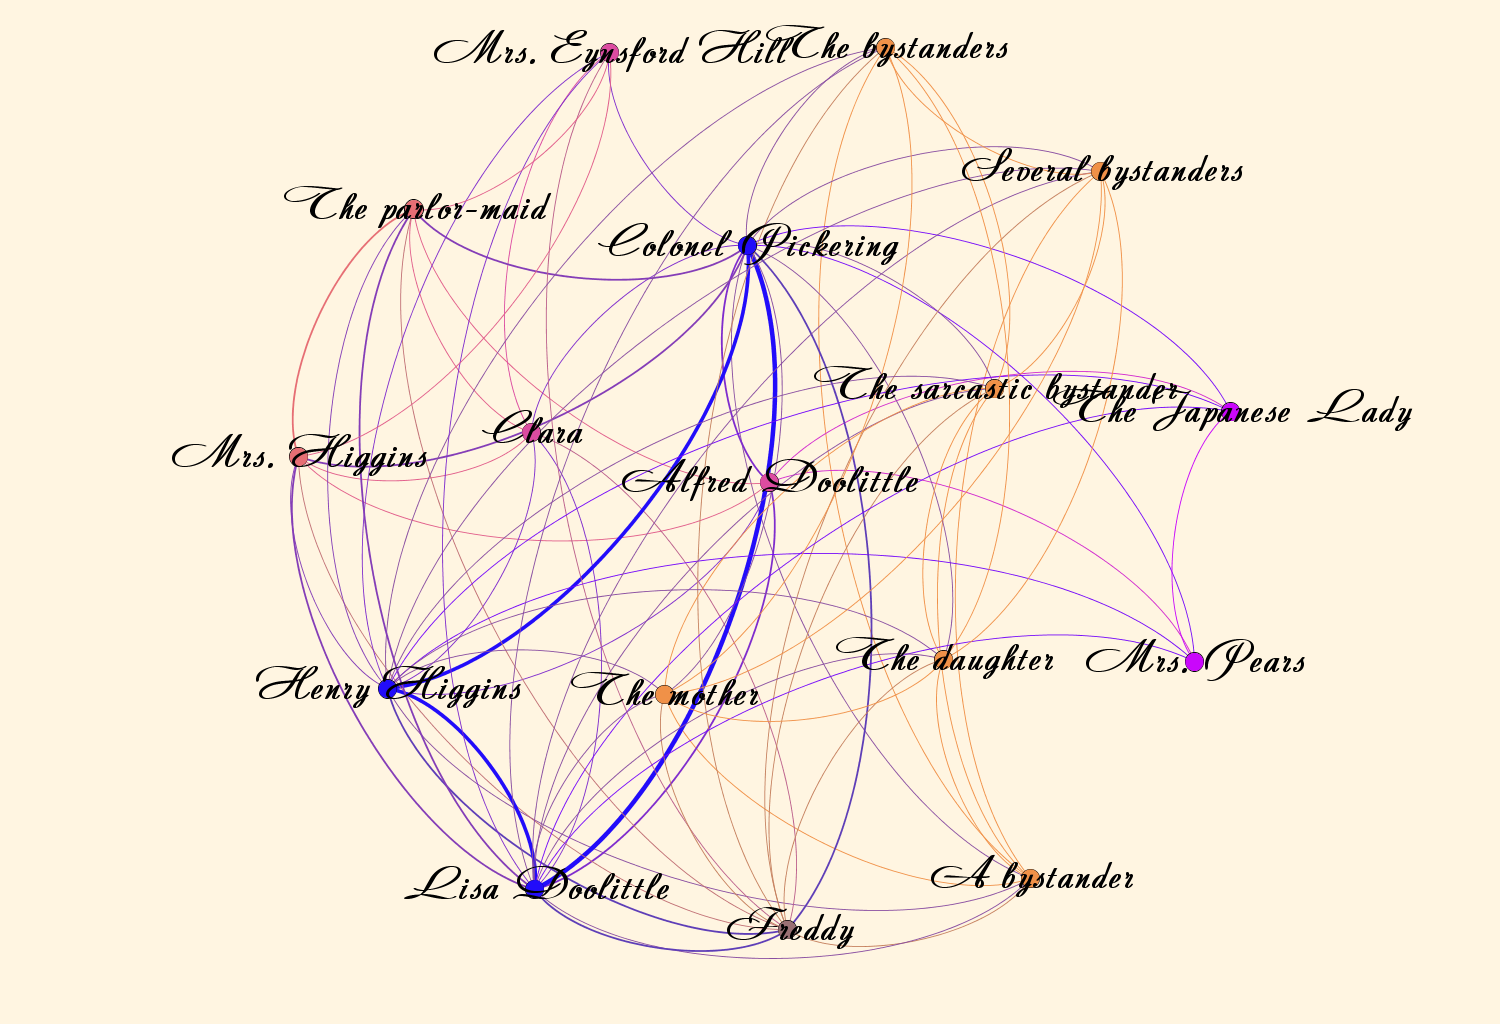 Mrs. Eynsford Hill
The bystanders
Several bystanders
The parlor-maid
Colonel Pickering
The sarcastic bystander
The Japanese Lady
Clara
Mrs. Higgins
Alfred Doolittle
The daughter
Mrs. Pears
Henry Higgins
The mother
Lisa Doolittle
A bystander
Freddy